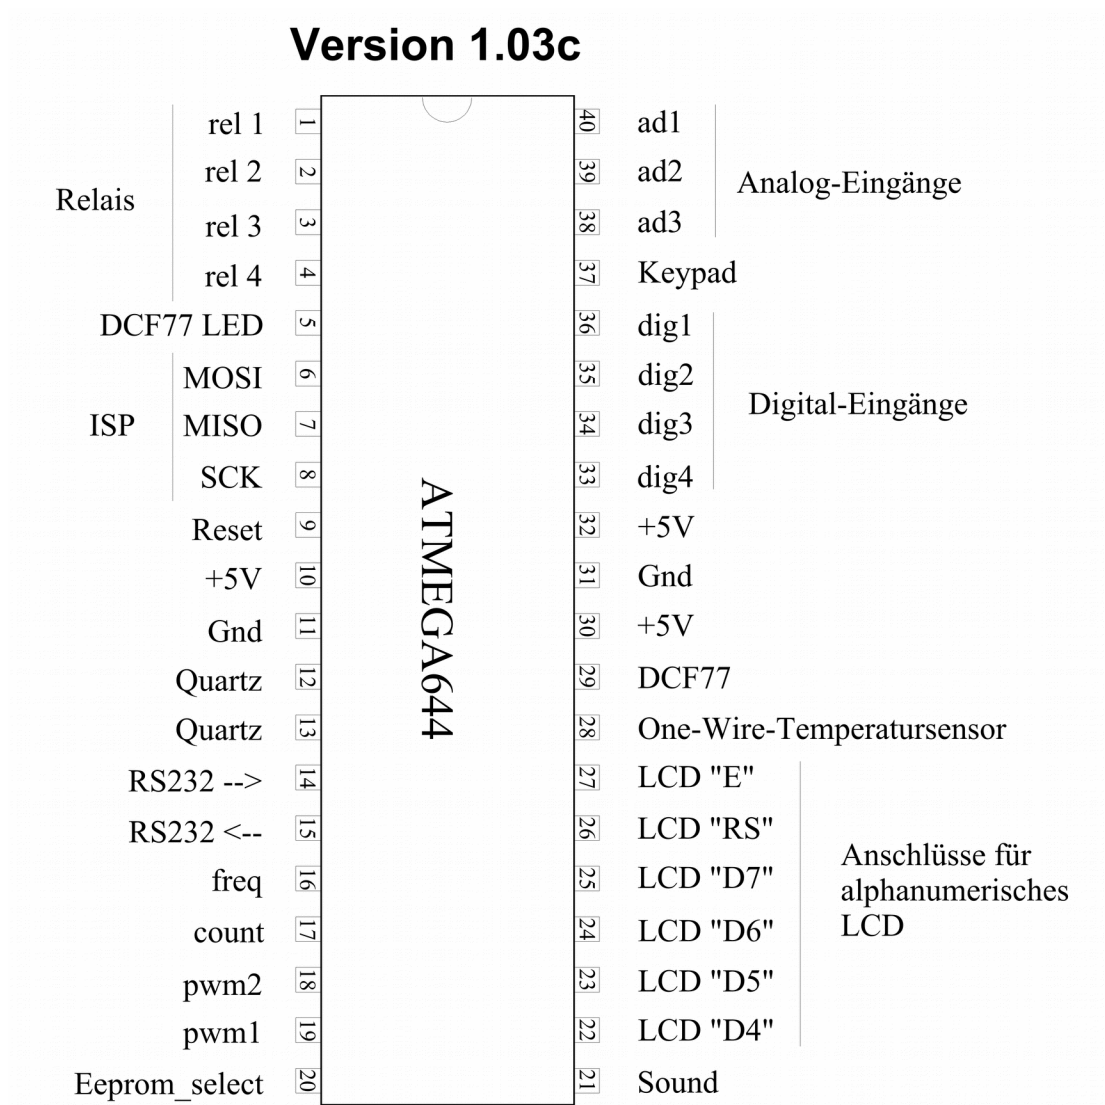 Version 1.03c
Relais
rel 1
1
rel 2
2
rel 3
3
rel 4
4
DCF77 LED
5
ISP
MOSI
6
MISO
7
SCK
8
Reset
9
+5V
10
Gnd
11
Quartz
12
Quartz
13
RS232 -->
14
RS232 <--
15
freq
16
count
17
pwm2
18
pwm1
19
Eeprom_select
20
ATMEGA644
40
ad1
39
ad2
38
ad3
Analog-Eingänge
37
Keypad
36
dig1
35
dig2
34
dig3
33
dig4
Digital-Eingänge
32
+5V
31
Gnd
30
+5V
29
DCF77
28
One-Wire-Temperatursensor
27
LCD "E"
26
LCD "RS"
25
LCD "D7"
24
LCD "D6"
23
LCD "D5"
22
LCD "D4"
Anschlüsse für
alphanumerisches
LCD
21
Sound